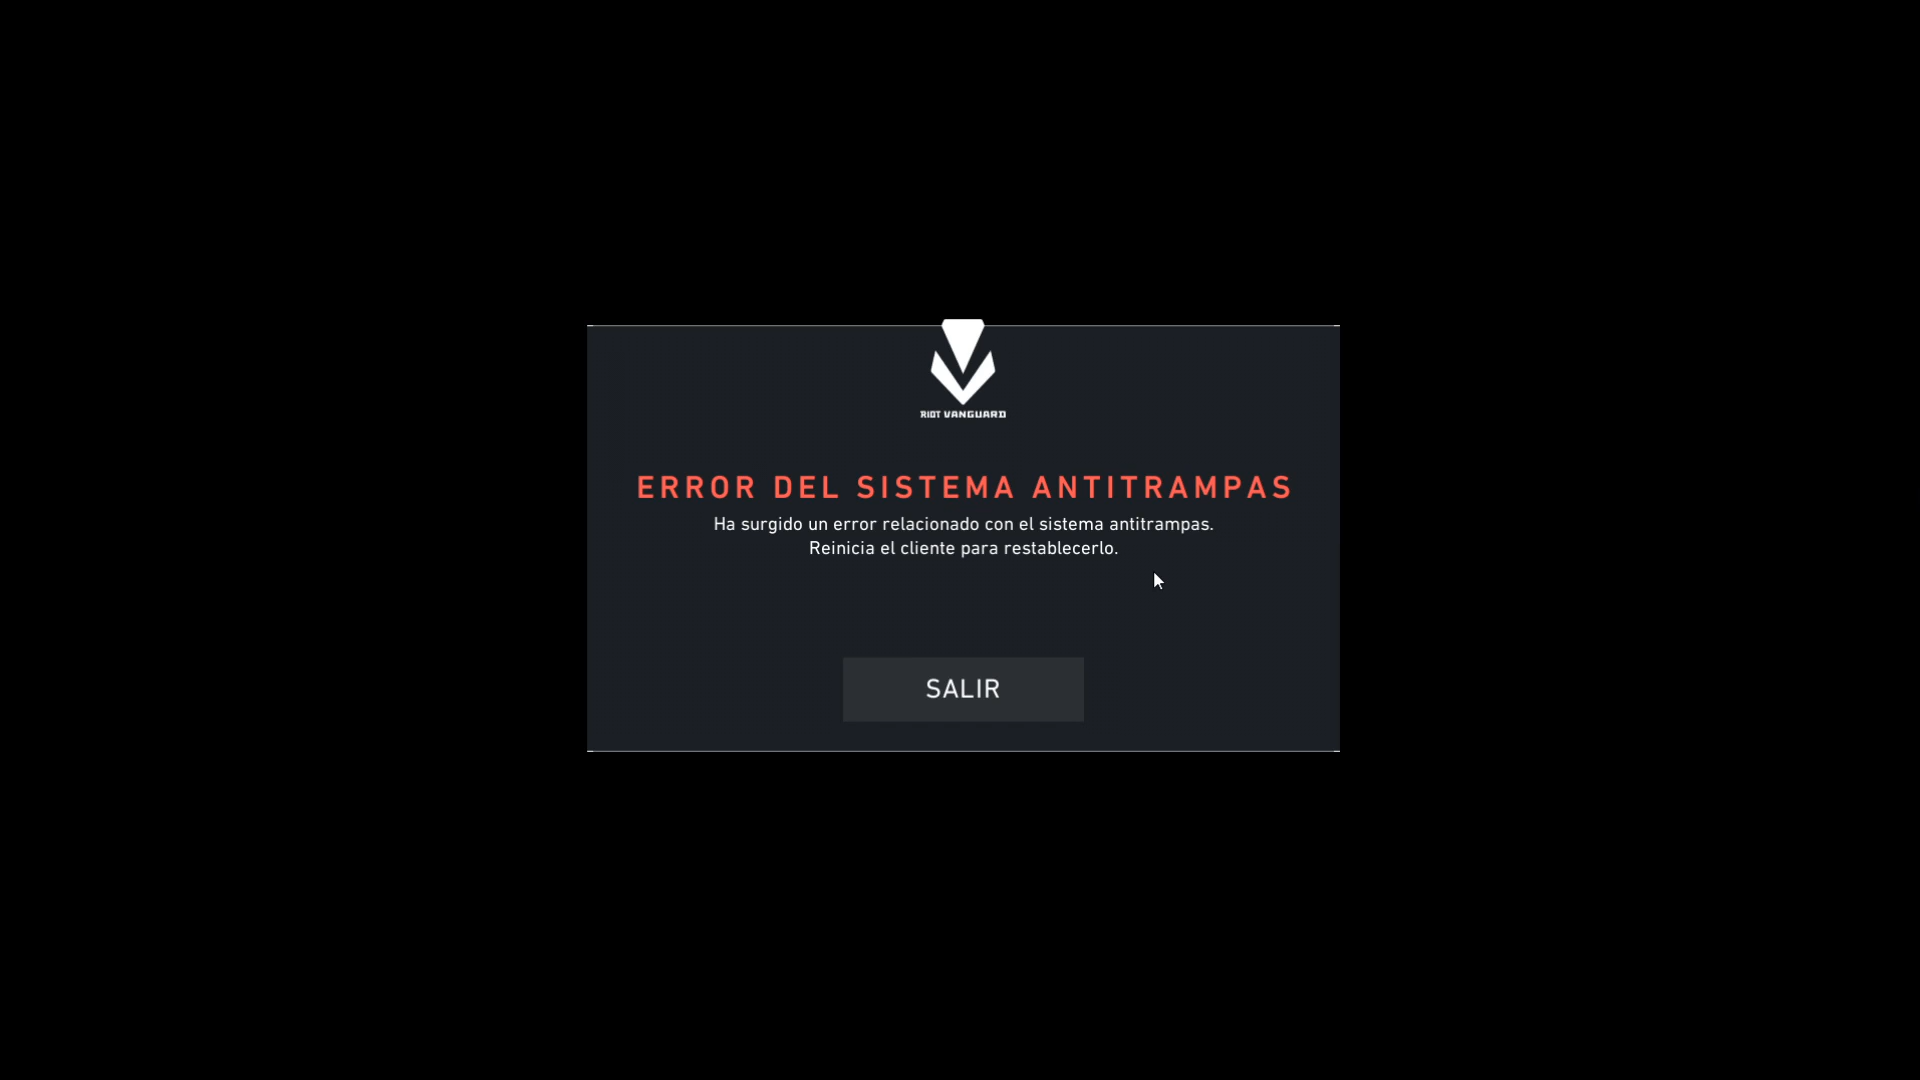 RIOT VANGUARD
ERROR DEL SISTEMA ANTITRAMPAS
Ha surgido un error relacionado con el sistema antitrampas.
Reinicia el cliente para restablecerlo.
SALIR